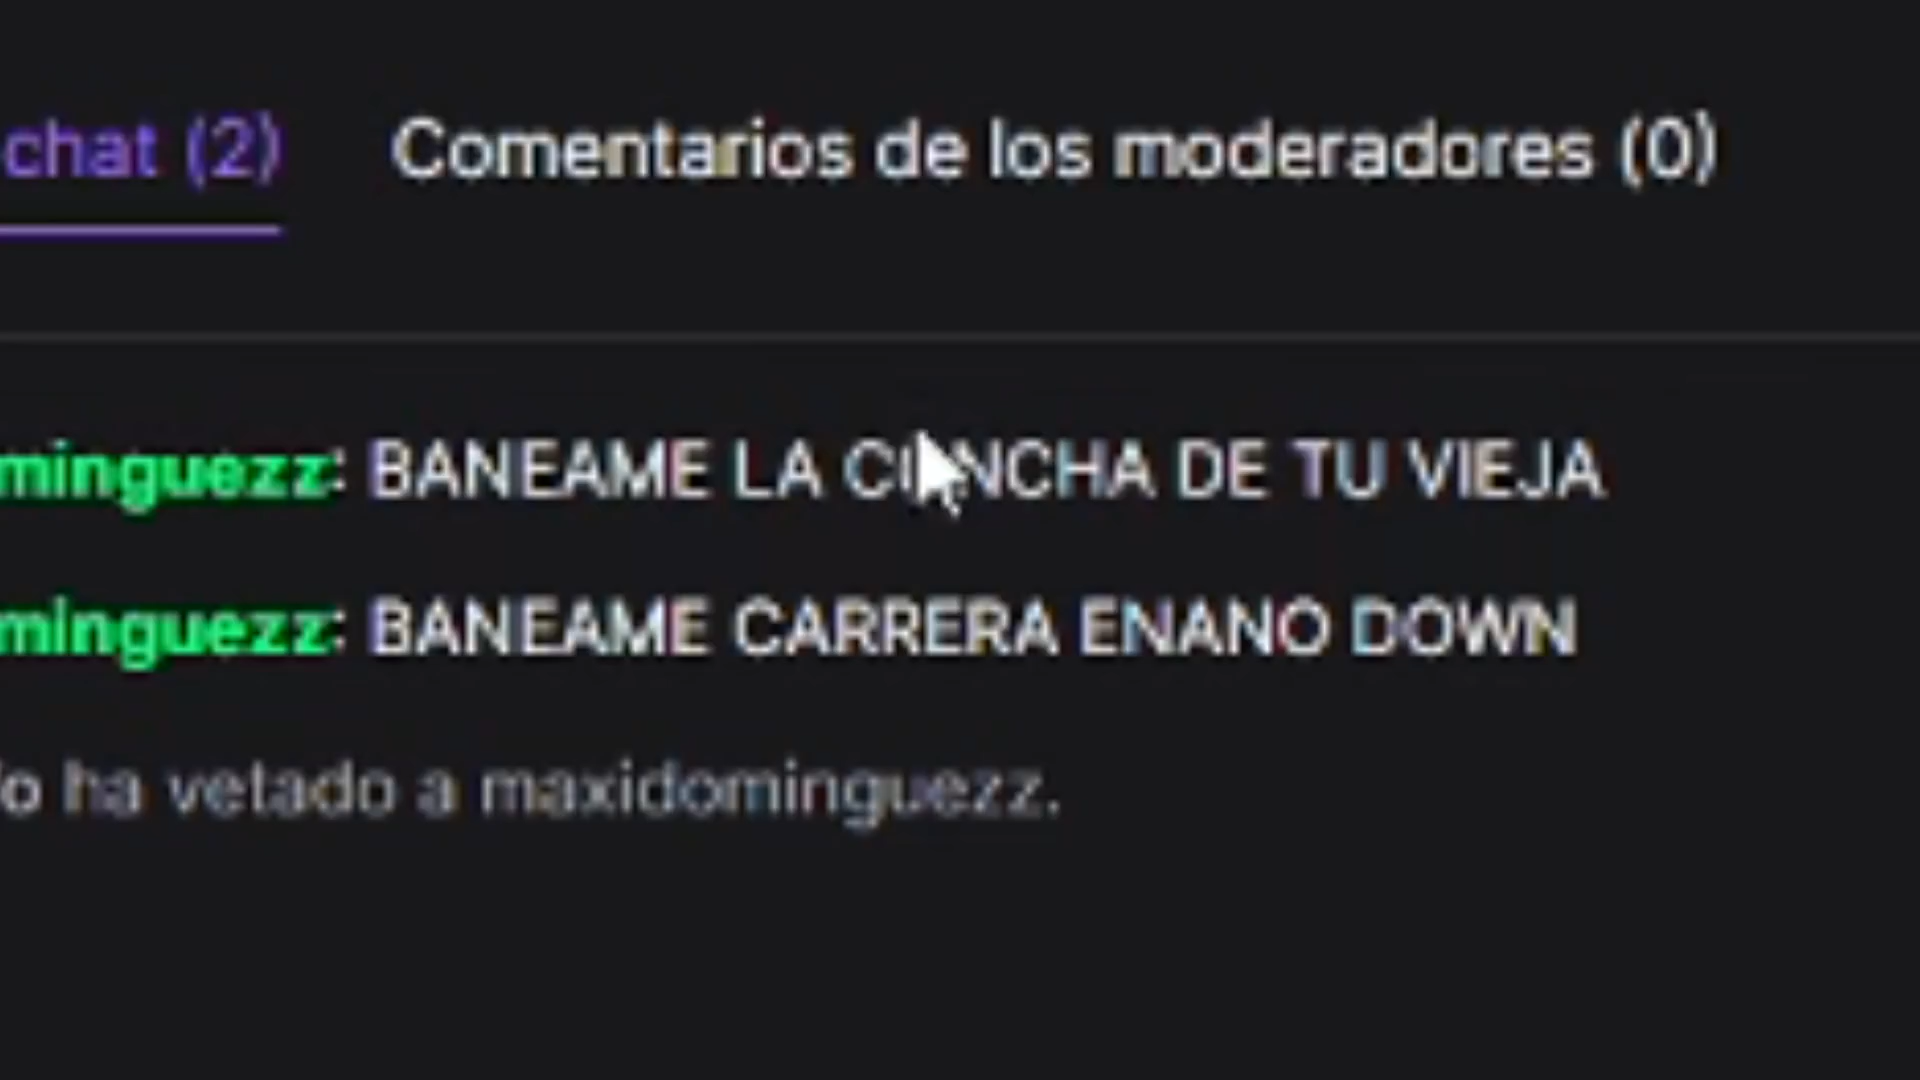 chat (2) Comentarios de los moderadores (0)
minguezz: BANEAME LA CONCHA DE TU VIEJA
minguezz: BANEAME CARRERA ENANO DOWN
o ha vetado a maxidominguezz.